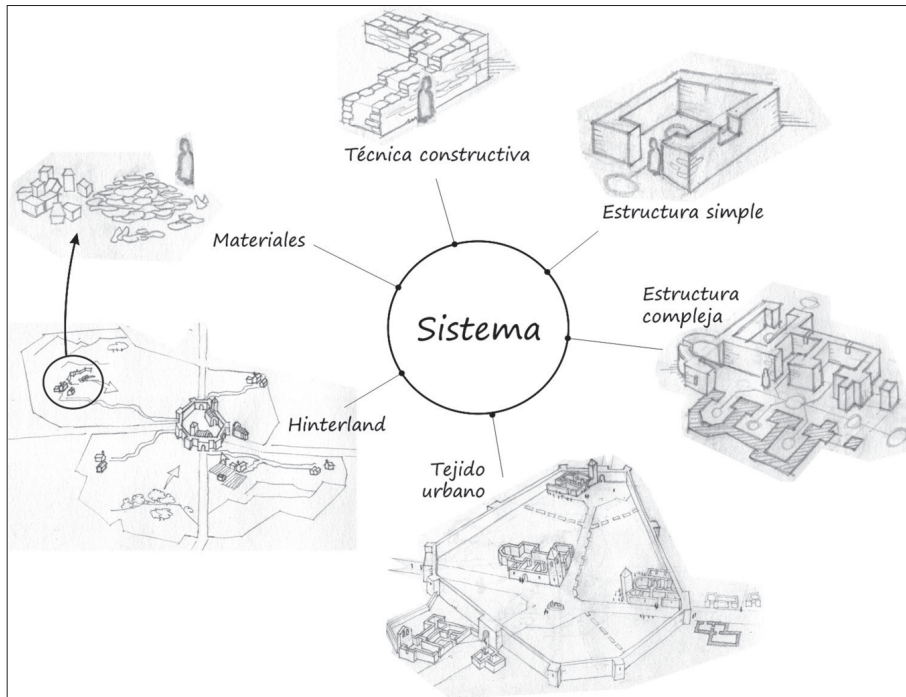 Técnica constructiva
Estructura simple
Materiales
Estructura
compleja
Sistema
Hinterland
Tejido
urbano